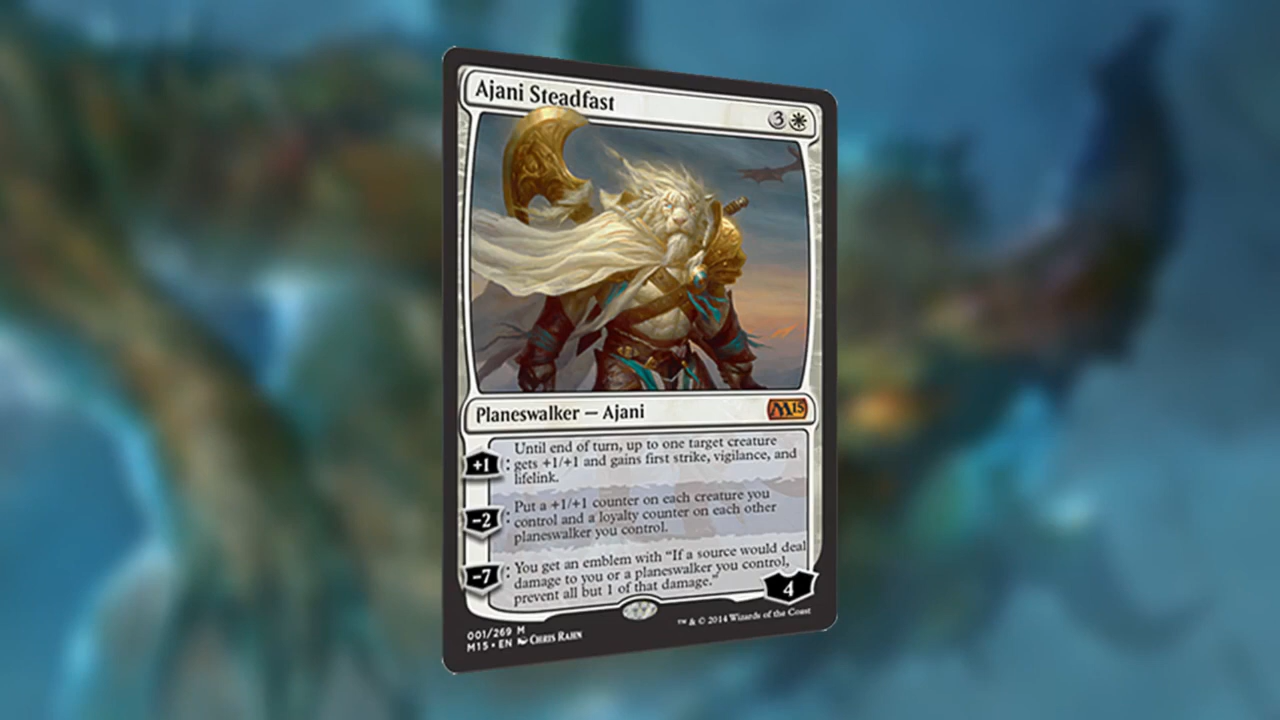 Ajani Steadfast
3
Planeswalker — Ajani
M15
+1: Until end of turn, up to one target creature
gets +1/+1 and gains first strike, vigilance, and
lifelink.
-2: Put a +1/+1 counter on each creature you
control and a loyalty counter on each other
planeswalker you control.
-7: You get an emblem with “If a source would deal
damage to you or a planeswalker you control,
prevent all but 1 of that damage.”
4
001/269 M
M15 • EN CHRIS RAHN
™ & © 2014 Wizards of the Coast